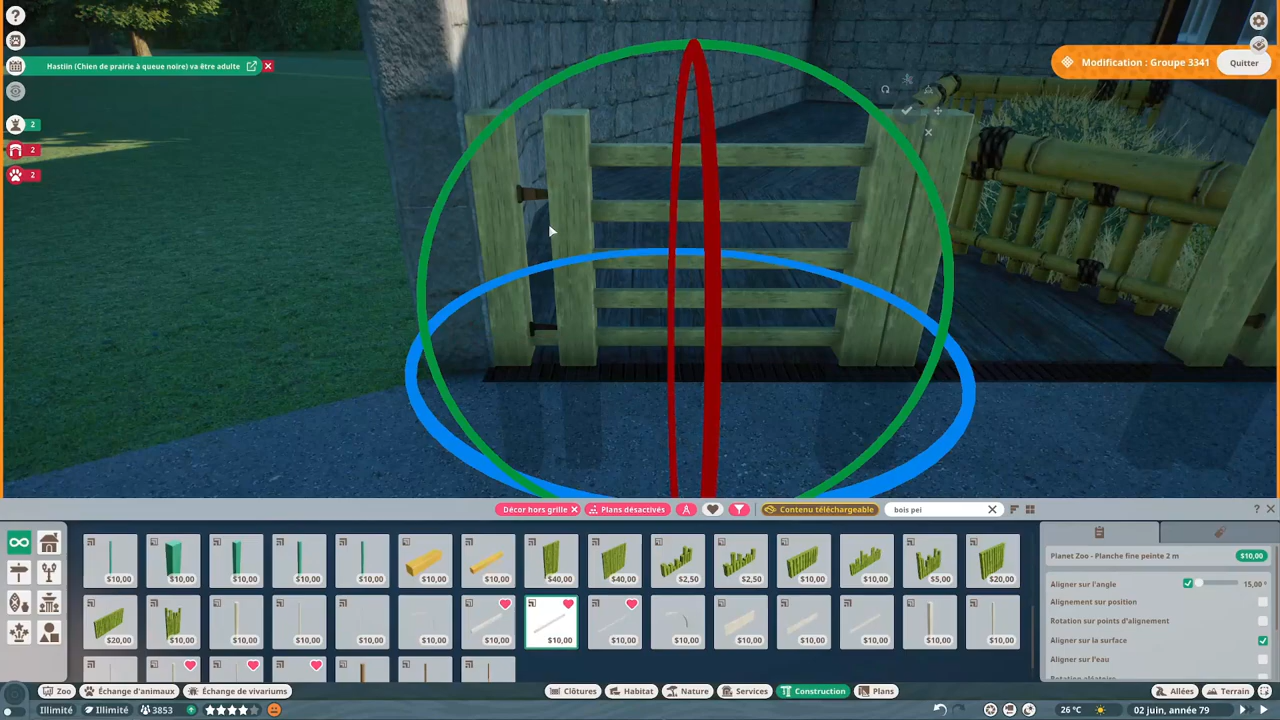 ?
Hastiin (Chien de prairie à queue noire) va être adulte
2
2
2
Modification : Groupe 3341
Quitter
Décor hors grille
Plans désactivés
Contenu téléchargeable
bois pei
?
$10,00 $10,00 $10,00 $10,00 $10,00 $10,00 $10,00 $40,00 $40,00 $2,50 $2,50 $10,00 $10,00 $5,00 $20,00
$20,00 $10,00 $10,00 $10,00 $10,00 $10,00 $10,00 $10,00 $10,00 $10,00 $10,00 $10,00 $10,00 $10,00 $10,00
Planet Zoo - Planche fine peinte 2 m
$10,00
Aligner sur l'angle
15,00 °
Alignement sur position
Rotation sur points d'alignement
Aligner sur la surface
Aligner sur l'eau
Zoo
Échange d'animaux
Échange de vivariums
Clôtures
Habitat
Nature
Services
Construction
Plans
Allées
Terrain
Illimité
Illimité
3853
26 °C
02 juin, année 79